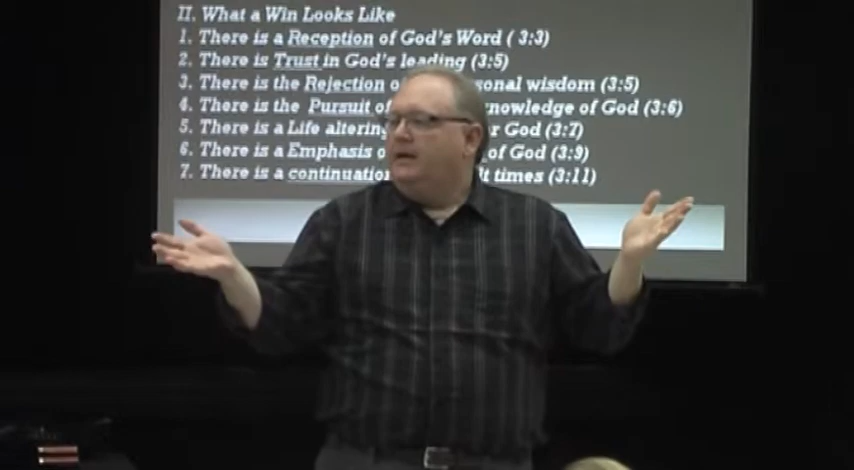 II. What a Win Looks Like
1. There is a Reception of God's Word ( 3:3)
2. There is Trust in God's leading (3:5)
3. There is the Rejection o sonal wisdom (3:5)
4. There is the Pursuit of knowledge of God (3:6)
5. There is a Life altering r God (3:7)
6. There is a Emphasis o of God (3:9)
7. There is a continuation lt times (3:11)